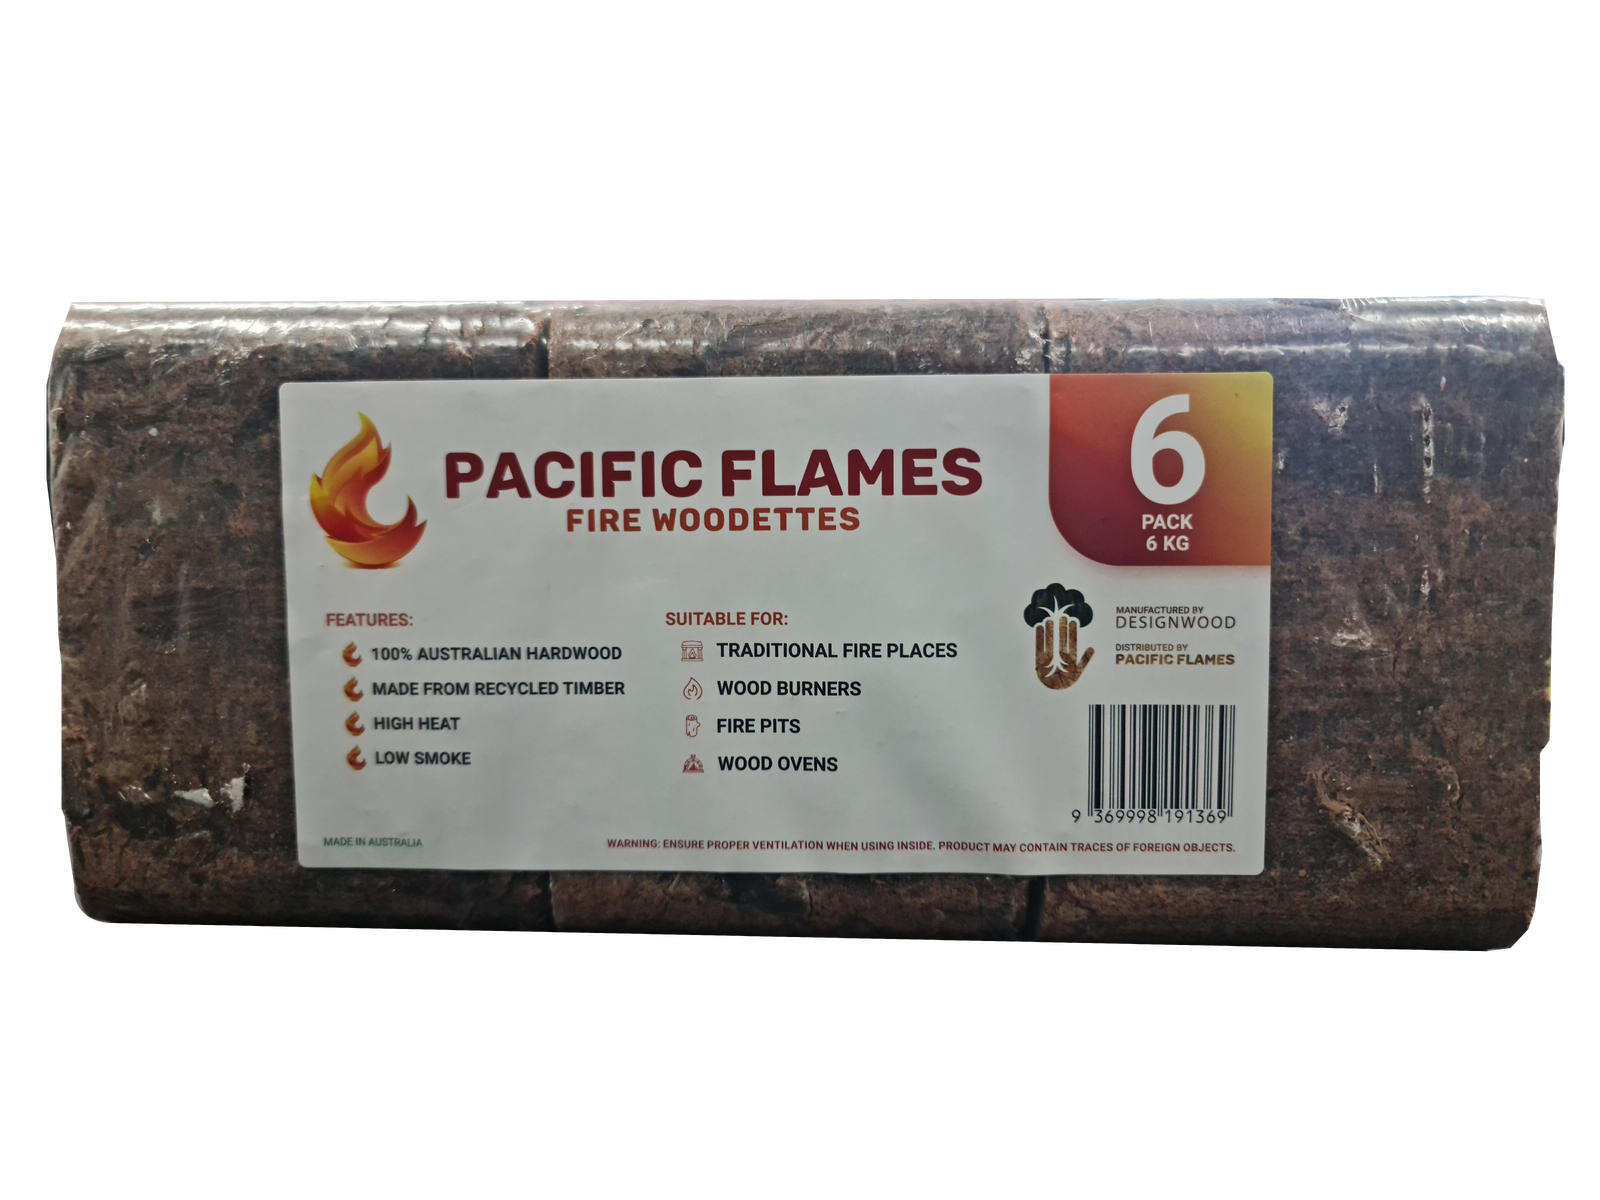 PACIFIC FLAMES
FIRE WOODETTES
6
PACK
6 KG
FEATURES:
100% AUSTRALIAN HARDWOOD
MADE FROM RECYCLED TIMBER
HIGH HEAT
LOW SMOKE
SUITABLE FOR:
TRADITIONAL FIRE PLACES
WOOD BURNERS
FIRE PITS
WOOD OVENS
MANUFACTURED BY
DESIGNWOOD
DISTRIBUTED BY
PACIFIC FLAMES
9 369998 191369
MADE IN AUSTRALIA
WARNING: ENSURE PROPER VENTILATION WHEN USING INSIDE. PRODUCT MAY CONTAIN TRACES OF FOREIGN OBJECTS.